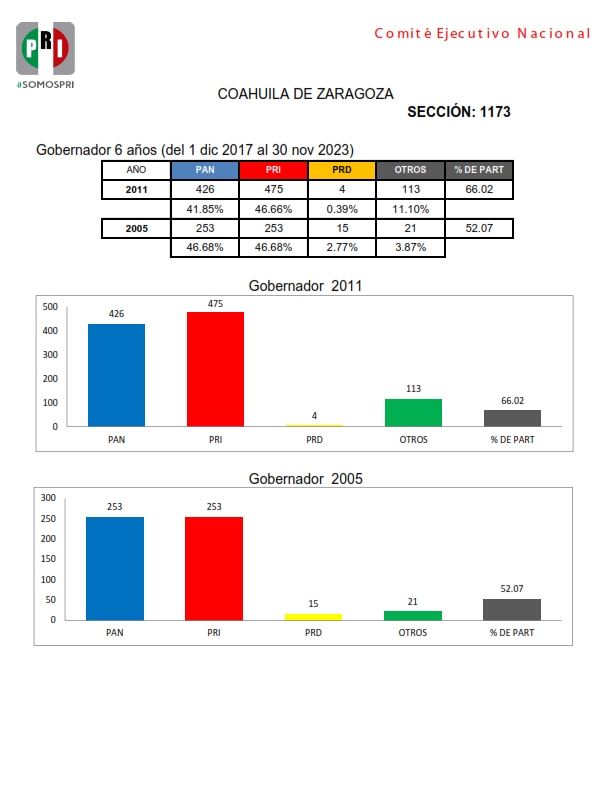 Comité Ejecutivo Nacional
PRI
#SOMOSPRI
COAHUILA DE ZARAGOZA
SECCIÓN: 1173
Gobernador 6 años (del 1 dic 2017 al 30 nov 2023)
AÑO PAN PRI PRD OTROS % DE PART
2011 426 475 4 113 66.02
41.85% 46.66% 0.39% 11.10%
2005 253 253 15 21 52.07
46.68% 46.68% 2.77% 3.87%
Gobernador 2011
500
400
300
200
100
0
426 475 4 113 66.02
PAN PRI PRD OTROS % DE PART
Gobernador 2005
300
250
200
150
100
50
0
253 253 15 21 52.07
PAN PRI PRD OTROS % DE PART